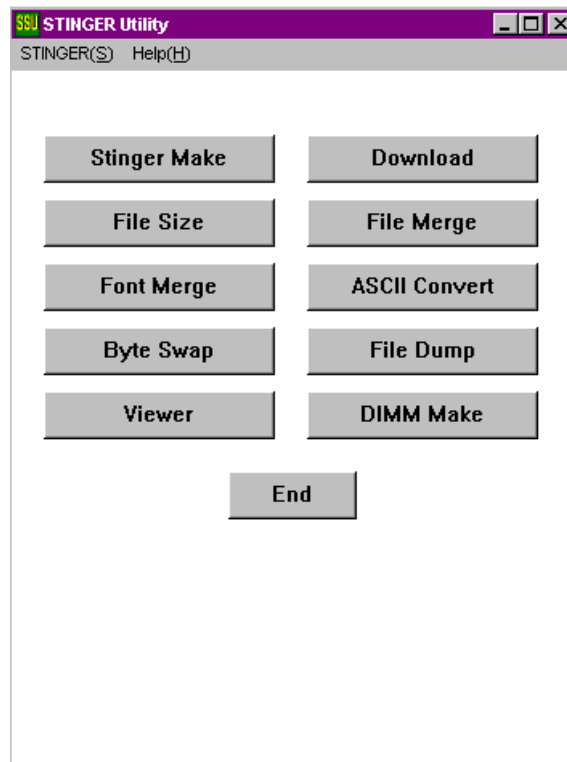 SSU STINGER Utility
STINGER(S) Help(H)
Stinger Make Download
File Size File Merge
Font Merge ASCII Convert
Byte Swap File Dump
Viewer DIMM Make
End